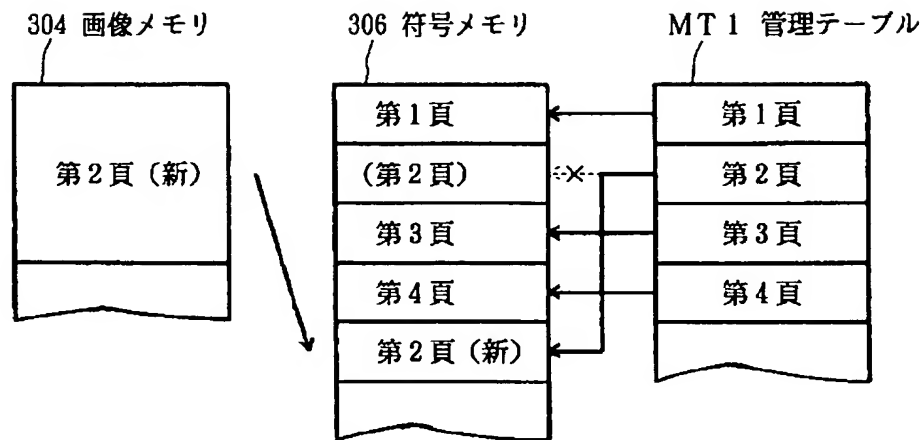 304 画像メモリ
306 符号メモリ
MT1 管理テーブル
第2頁(新)
第1頁
(第2頁)
第3頁
第4頁
第2頁(新)
第1頁
第2頁
第3頁
第4頁